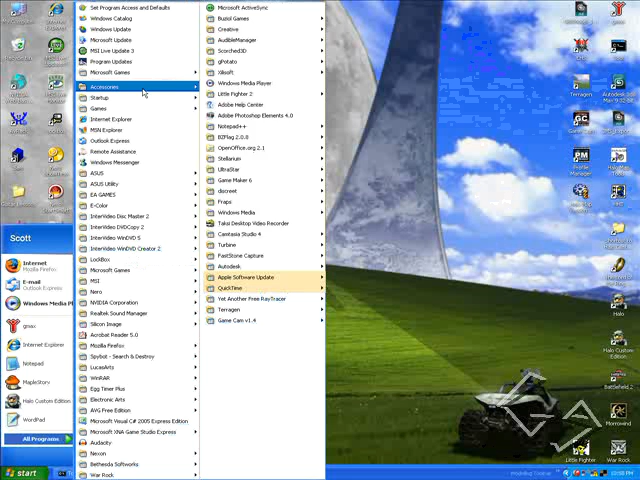 Set Program Access and Defaults
Windows Catalog
Windows Update
Microsoft Update
MSI Live Update 3
Program Updates
Microsoft Games
Accessories
Startup
Games
Internet Explorer
MSN Explorer
Outlook Express
Remote Assistance
Windows Messenger
ASUS
ASUS Utility
EA GAMES
E-Color
InterVideo Disc Master 2
InterVideo DVDCopy 2
InterVideo WinDVD 5
InterVideo WinDVD Creator 2
LockBox
Microsoft Games
MSI
Nero
NVIDIA Corporation
Realtek Sound Manager
Silicon Image
Acrobat Reader 5.0
Mozilla Firefox
Spybot - Search & Destroy
LucasArts
WinRAR
Egg Timer Plus
Electronic Arts
AVG Free Edition
Microsoft Visual C# 2005 Express Edition
Microsoft XNA Game Studio Express
Audacity
Nexon
Bethesda Softworks
War Rock
Microsoft ActiveSync
Buziol Games
Creative
AudibleManager
Scorched3D
gPotato
Xilisoft
Windows Media Player
Little Fighter 2
Adobe Help Center
Adobe Photoshop Elements 4.0
Notepad++
BZFlag 2.0.8
OpenOffice.org 2.1
Stellarium
UltraStar
Game Maker 6
discreet
Fraps
Windows Media
Taksi Desktop Video Recorder
Camtasia Studio 4
Turbine
FastStone Capture
Autodesk
Apple Software Update
QuickTime
Yet Another Free RayTracer
Terragen
Game Cam v1.4
Scott
Internet
Mozilla Firefox
E-mail
Outlook Express
Windows Media Pl
gmax
Internet Explorer
Notepad
MapleStory
Halo Custom Edition
WordPad
All Programs
start
gmax
Terragen
Profile
Manager
Halo
Halo Custom
Edition
Battlefield 2
Morrowind
Little Fighter
War Rock
10:58 PM